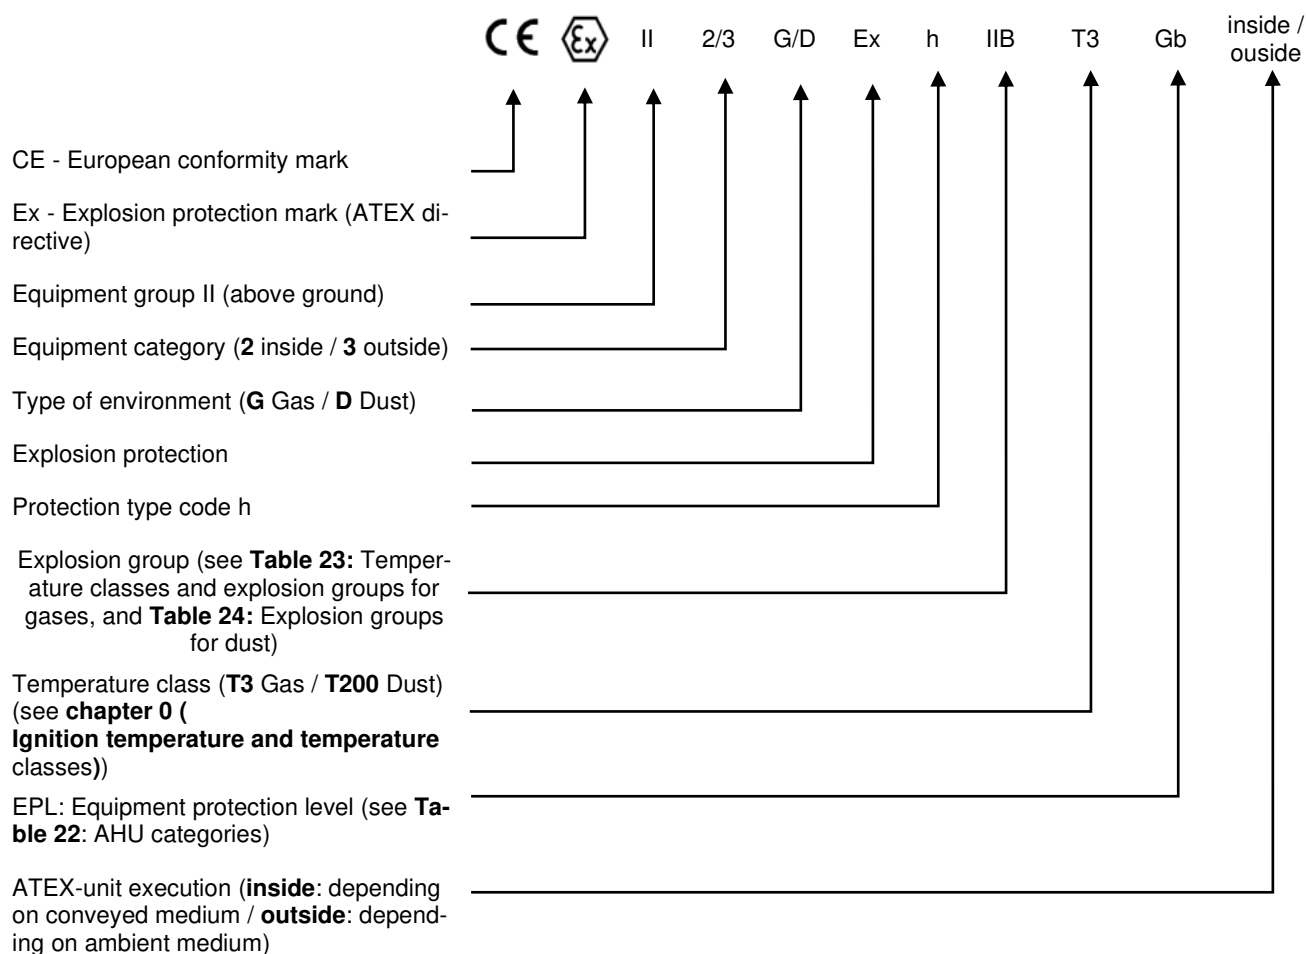 CE Ex II 2/3 G/D Ex h IIB T3 Gb inside /
ouside
CE - European conformity mark
Ex - Explosion protection mark (ATEX di-
rective)
Equipment group II (above ground)
Equipment category (2 inside / 3 outside)
Type of environment (G Gas / D Dust)
Explosion protection
Protection type code h
Explosion group (see Table 23: Temper-
ature classes and explosion groups for
gases, and Table 24: Explosion groups
for dust)
Temperature class (T3 Gas / T200 Dust)
(see chapter 0 (
Ignition temperature and temperature
classes))
EPL: Equipment protection level (see Ta-
ble 22: AHU categories)
ATEX-unit execution (inside: depending
on conveyed medium / outside: depend-
ing on ambient medium)